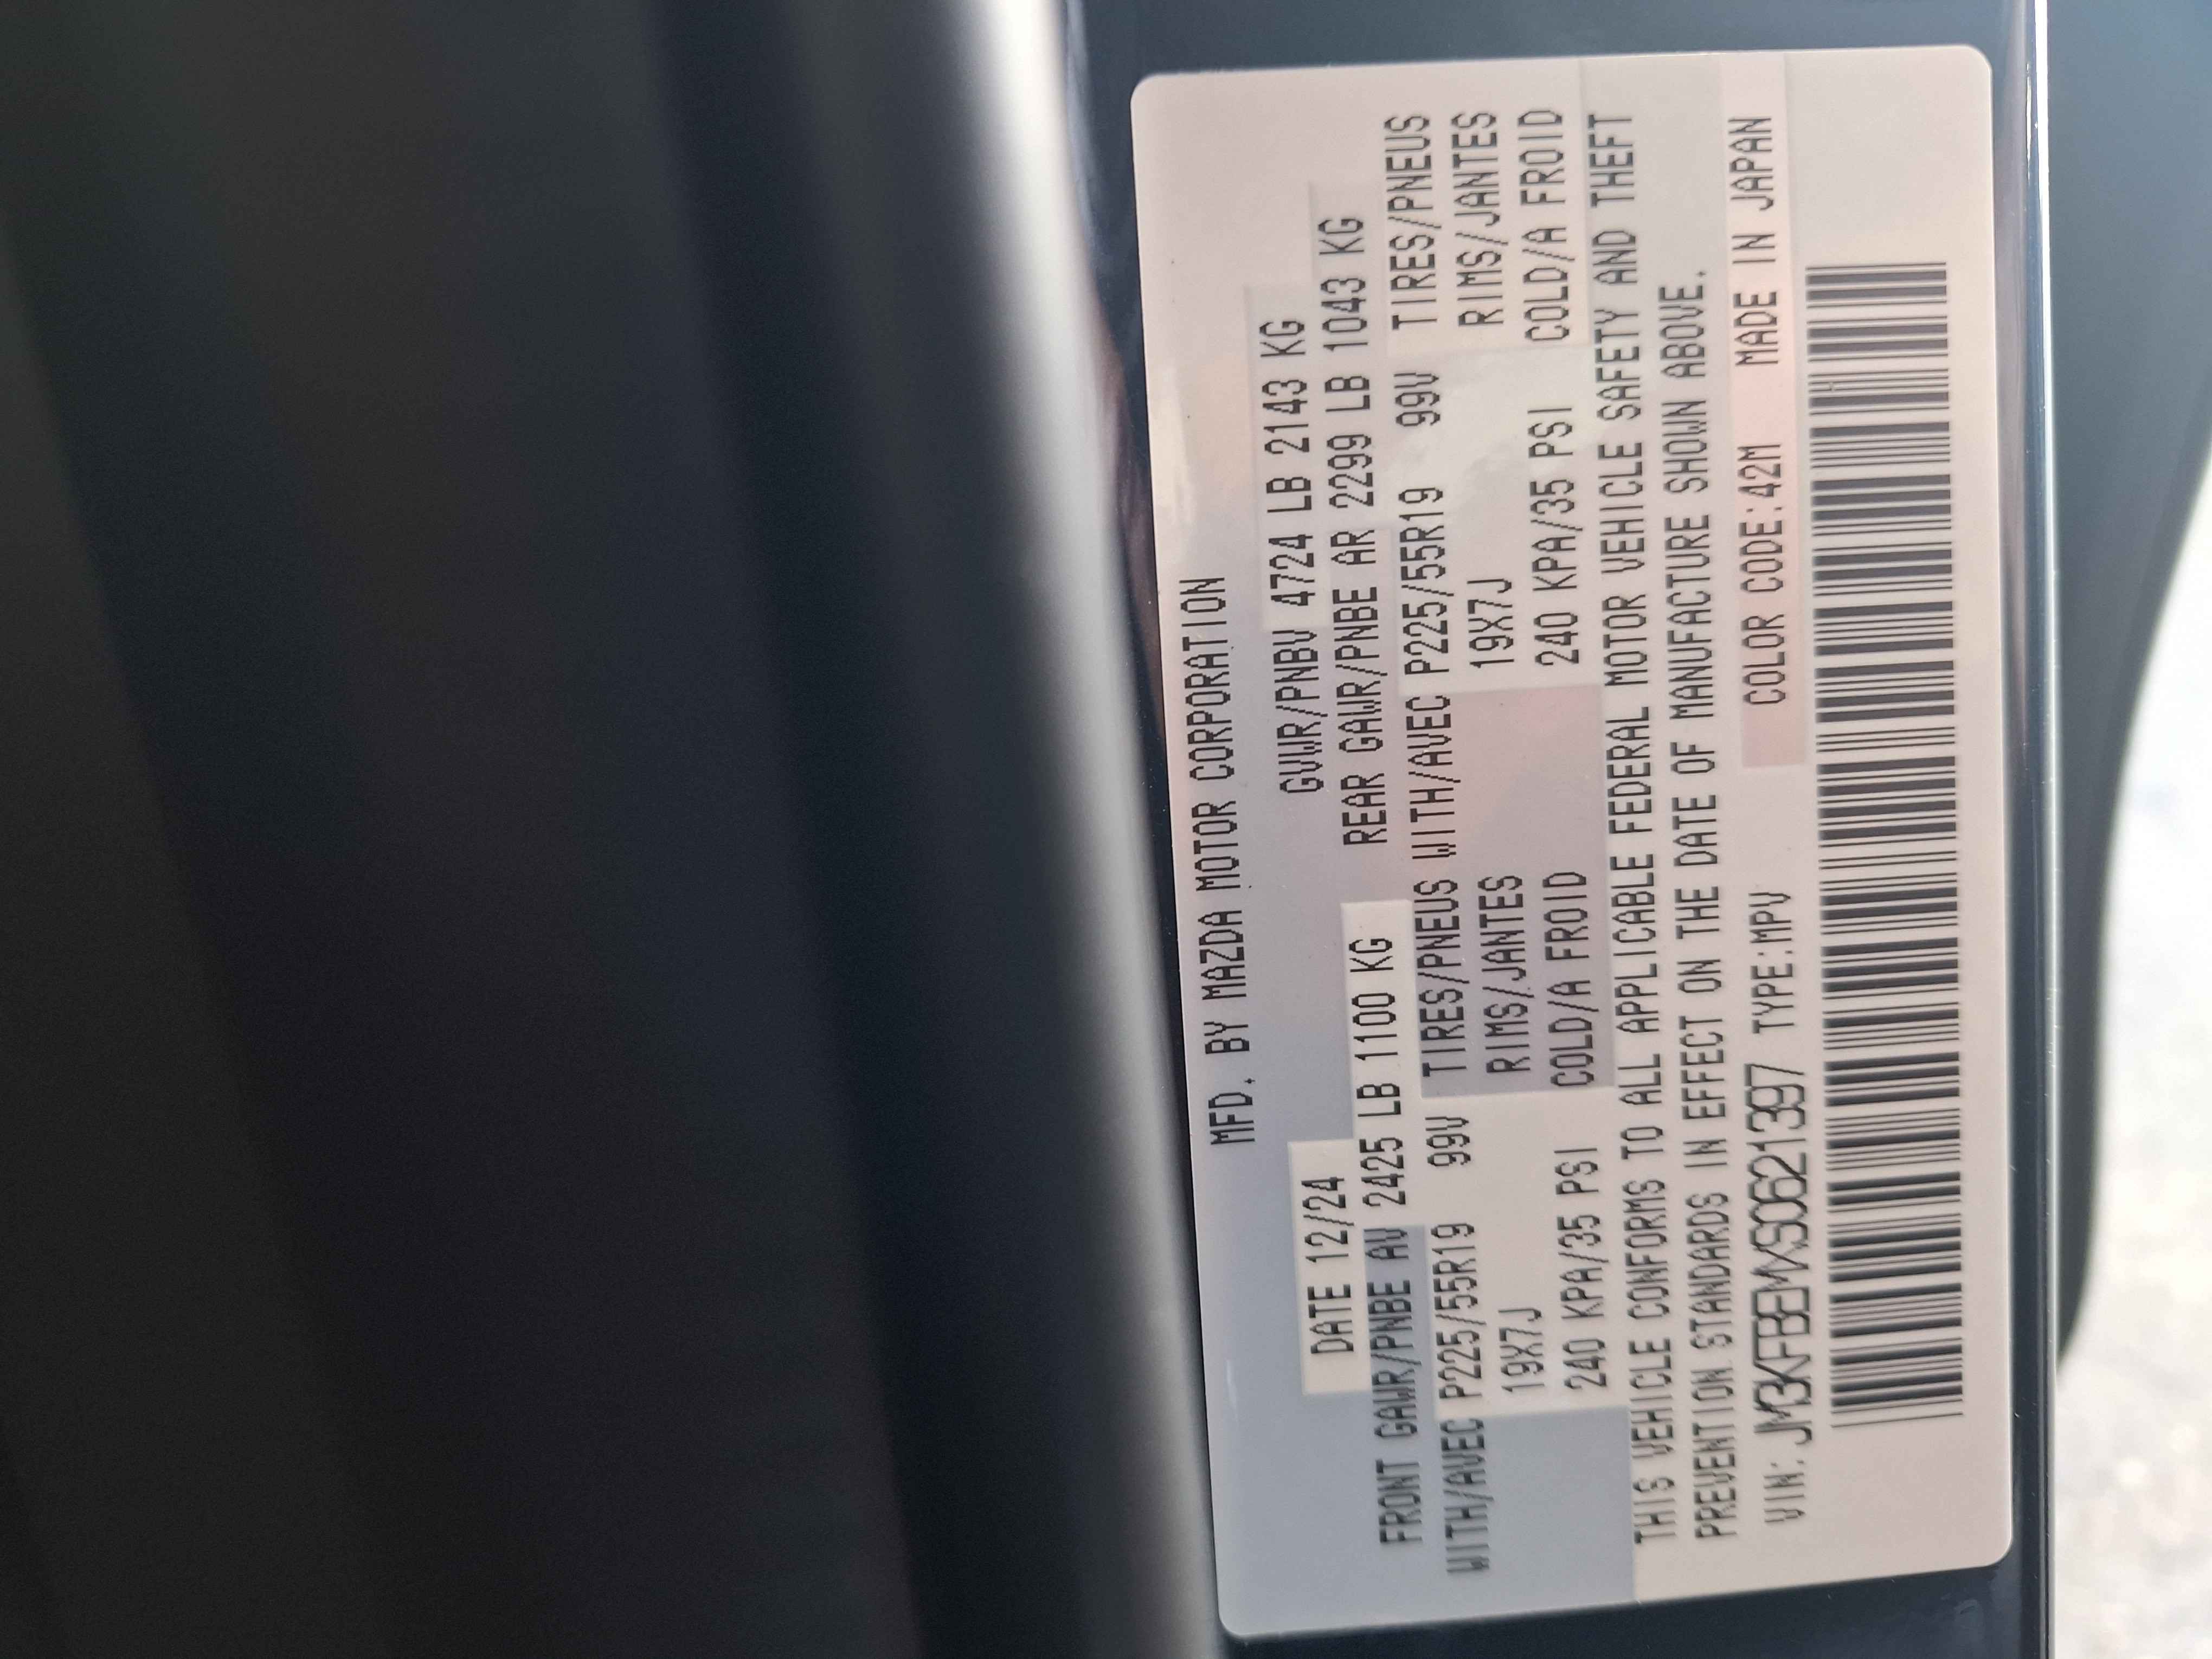 MFD. BY MAZDA MOTOR CORPORATION
DATE 12/24 GVWR/PNBV 4724 LB 2143 KG
FRONT GAWR/PNBE AV 2425 LB 1100 KG REAR GAWR/PNBE AR 2299 LB 1043 KG
WITH/AVEC P225/55R19 99V TIRES/PNEUS WITH/AVEC P225/55R19 99V TIRES/PNEUS
19X7J RIMS/JANTES 19X7J RIMS/JANTES
240 KPA/35 PSI COLD/A FROID 240 KPA/35 PSI COLD/A FROID
THIS VEHICLE CONFORMS TO ALL APPLICABLE FEDERAL MOTOR VEHICLE SAFETY AND THEFT
PREVENTION STANDARDS IN EFFECT ON THE DATE OF MANUFACTURE SHOWN ABOVE.
VIN: JM3KFBEMXS0621397 TYPE:MPV COLOR CODE:42M MADE IN JAPAN